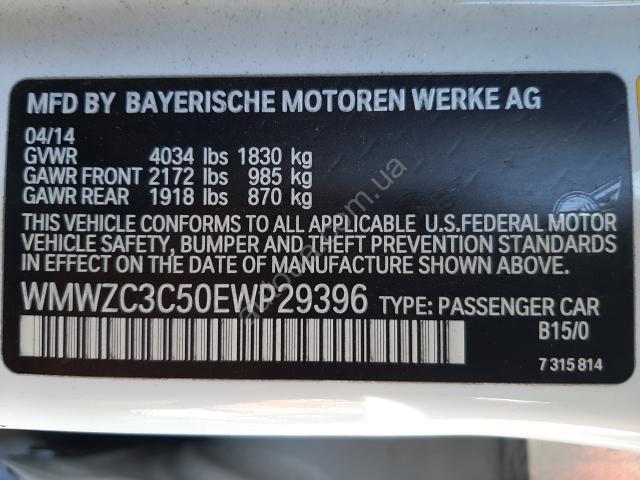 MFD BY BAYERISCHE MOTOREN WERKE AG
04/14
GVWR 4034 lbs 1830 kg
GAWR FRONT 2172 lbs 985 kg
GAWR REAR 1918 lbs 870 kg
THIS VEHICLE CONFORMS TO ALL APPLICABLE U.S.FEDERAL MOTOR
VEHICLE SAFETY, BUMPER AND THEFT PREVENTION STANDARDS
IN EFFECT ON THE DATE OF MANUFACTURE SHOWN ABOVE.
WMWZC3C50EWP29396 TYPE: PASSENGER CAR
B15/0
7 315 814